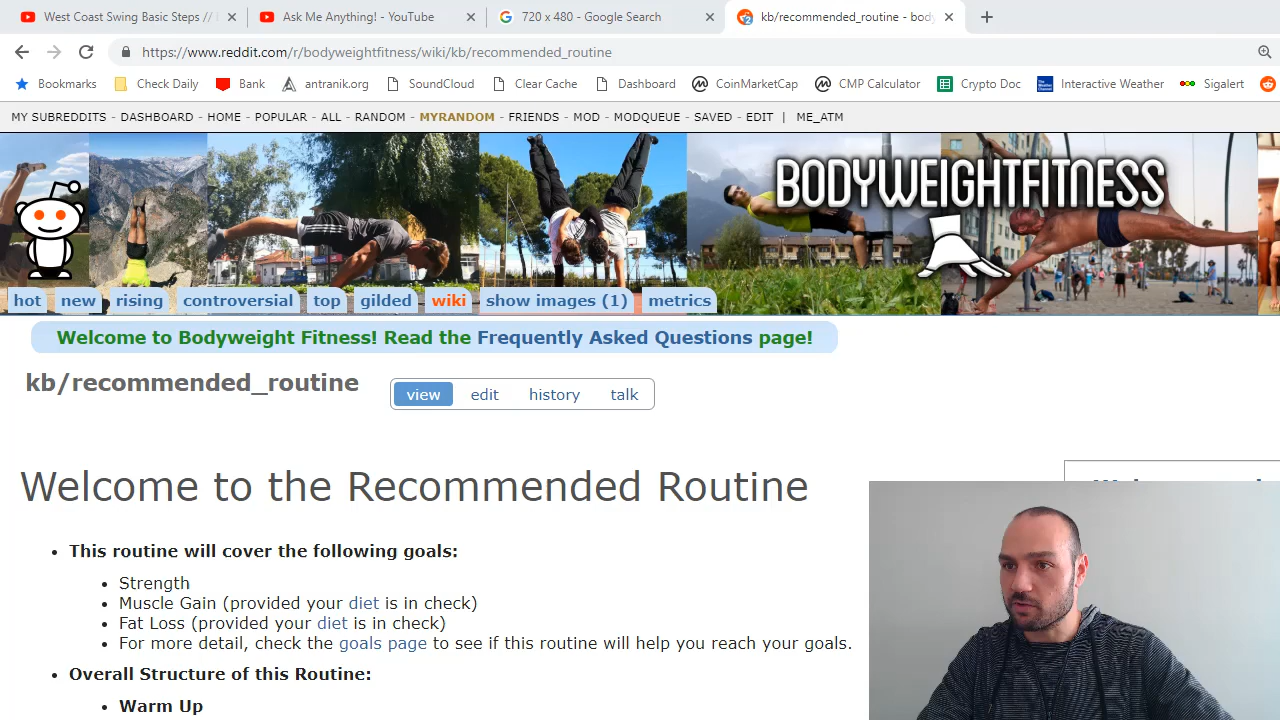 West Coast Swing Basic Steps //
Ask Me Anything! - YouTube
720 x 480 - Google Search
kb/recommended_routine - bod
https://www.reddit.com/r/bodyweightfitness/wiki/kb/recommended_routine
Bookmarks Check Daily Bank antranik.org SoundCloud Clear Cache Dashboard CoinMarketCap CMP Calculator Crypto Doc Interactive Weather Sigalert
MY SUBREDDITS - DASHBOARD - HOME - POPULAR - ALL - RANDOM - MYRANDOM - FRIENDS - MOD - MODQUEUE - SAVED - EDIT | ME_ATM
BODYWEIGHTFITNESS
hot new rising controversial top gilded wiki show images (1) metrics
Welcome to Bodyweight Fitness! Read the Frequently Asked Questions page!
kb/recommended_routine
view edit history talk
Welcome to the Recommended Routine
• This routine will cover the following goals:
• Strength
• Muscle Gain (provided your diet is in check)
• Fat Loss (provided your diet is in check)
• For more detail, check the goals page to see if this routine will help you reach your goals.
• Overall Structure of this Routine:
• Warm Up